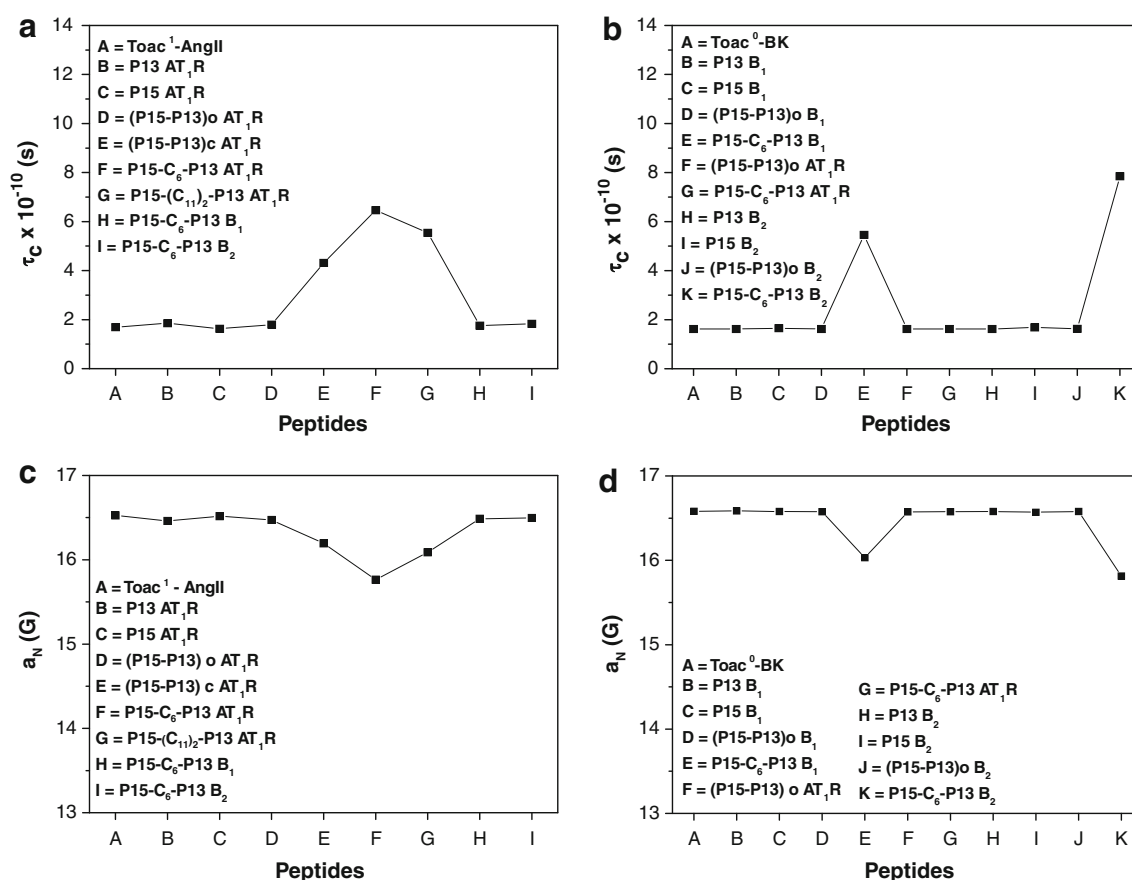 a
14
12
10
8
6
4
2
0
τc x 10-10 (s)
A = Toac 1-AngII
B = P13 AT1R
C = P15 AT1R
D = (P15-P13)o AT1R
E = (P15-P13)c AT1R
F = P15-C6-P13 AT1R
G = P15-(C11)2-P13 AT1R
H = P15-C6-P13 B1
I = P15-C6-P13 B2
A B C D E F G H I
Peptides
b
14
12
10
8
6
4
2
0
τc x 10-10 (s)
A = Toac 0-BK
B = P13 B1
C = P15 B1
D = (P15-P13)o B1
E = P15-C6-P13 B1
F = (P15-P13)o AT1R
G = P15-C6-P13 AT1R
H = P13 B2
I = P15 B2
J = (P15-P13)o B2
K = P15-C6-P13 B2
A B C D E F G H I J K
Peptides
c
17
16
15
14
13
aN (G)
A = Toac 1 - AngII
B = P13 AT1R
C = P15 AT1R
D = (P15-P13) o AT1R
E = (P15-P13) c AT1R
F = P15-C6-P13 AT1R
G = P15-(C11)2-P13 AT1R
H = P15-C6-P13 B1
I = P15-C6-P13 B2
A B C D E F G H I
Peptides
d
17
16
15
14
13
aN (G)
A = Toac 0-BK
B = P13 B1
C = P15 B1
D = (P15-P13)o B1
E = P15-C6-P13 B1
F = (P15-P13) o AT1R
G = P15-C6-P13 AT1R
H = P13 B2
I = P15 B2
J = (P15-P13)o B2
K = P15-C6-P13 B2
A B C D E F G H I J K
Peptides